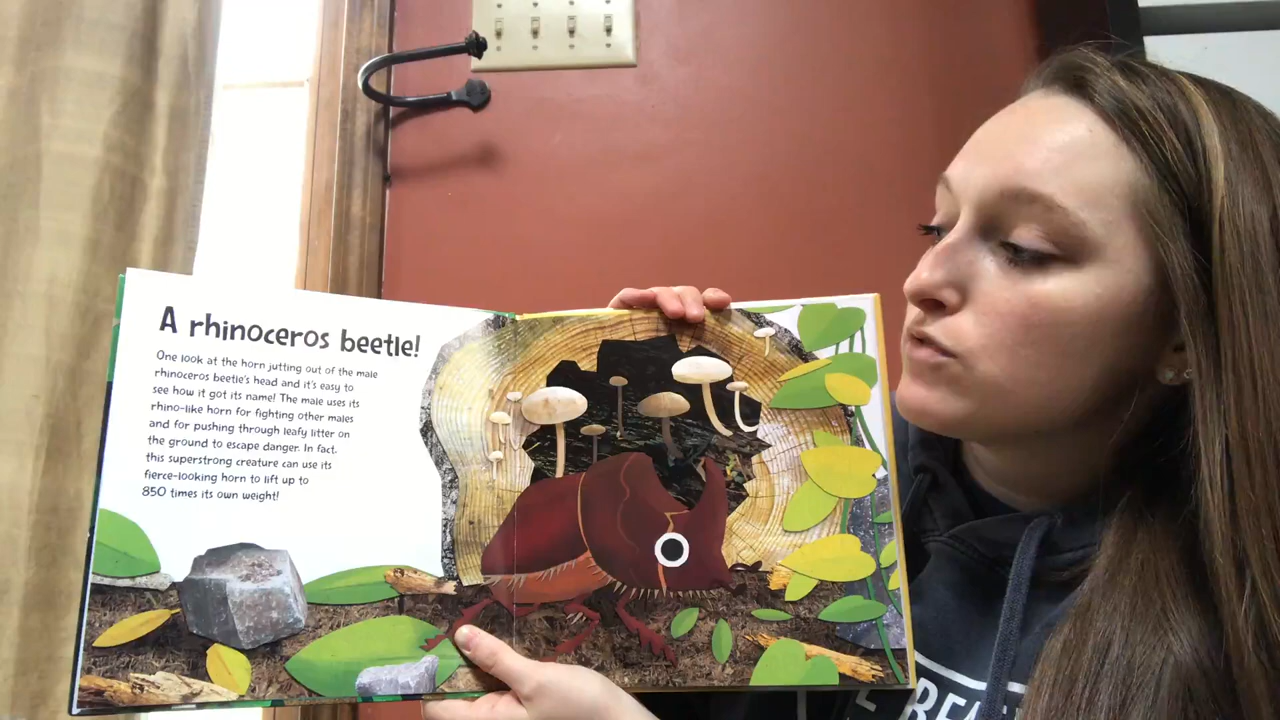 A rhinoceros beetle!
One look at the horn jutting out of the male
rhinoceros beetle's head and it's easy to
see how it got its name! The male uses its
rhino-like horn for fighting other males
and for pushing through leafy litter on
the ground to escape danger. In fact,
this superstrong creature can use its
fierce-looking horn to lift up to
850 times its own weight!